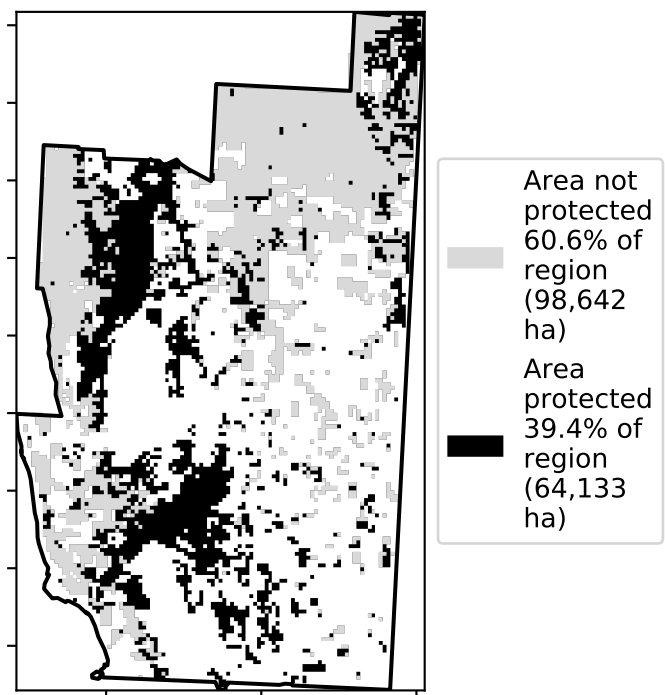 Area not
protected
60.6% of
region
(98,642
ha)
Area
protected
39.4% of
region
(64,133
ha)